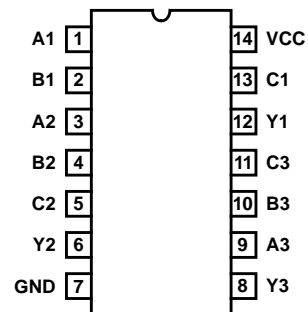 A1 1 14 VCC
B1 2 13 C1
A2 3 12 Y1
B2 4 11 C3
C2 5 10 B3
Y2 6 9 A3
GND 7 8 Y3